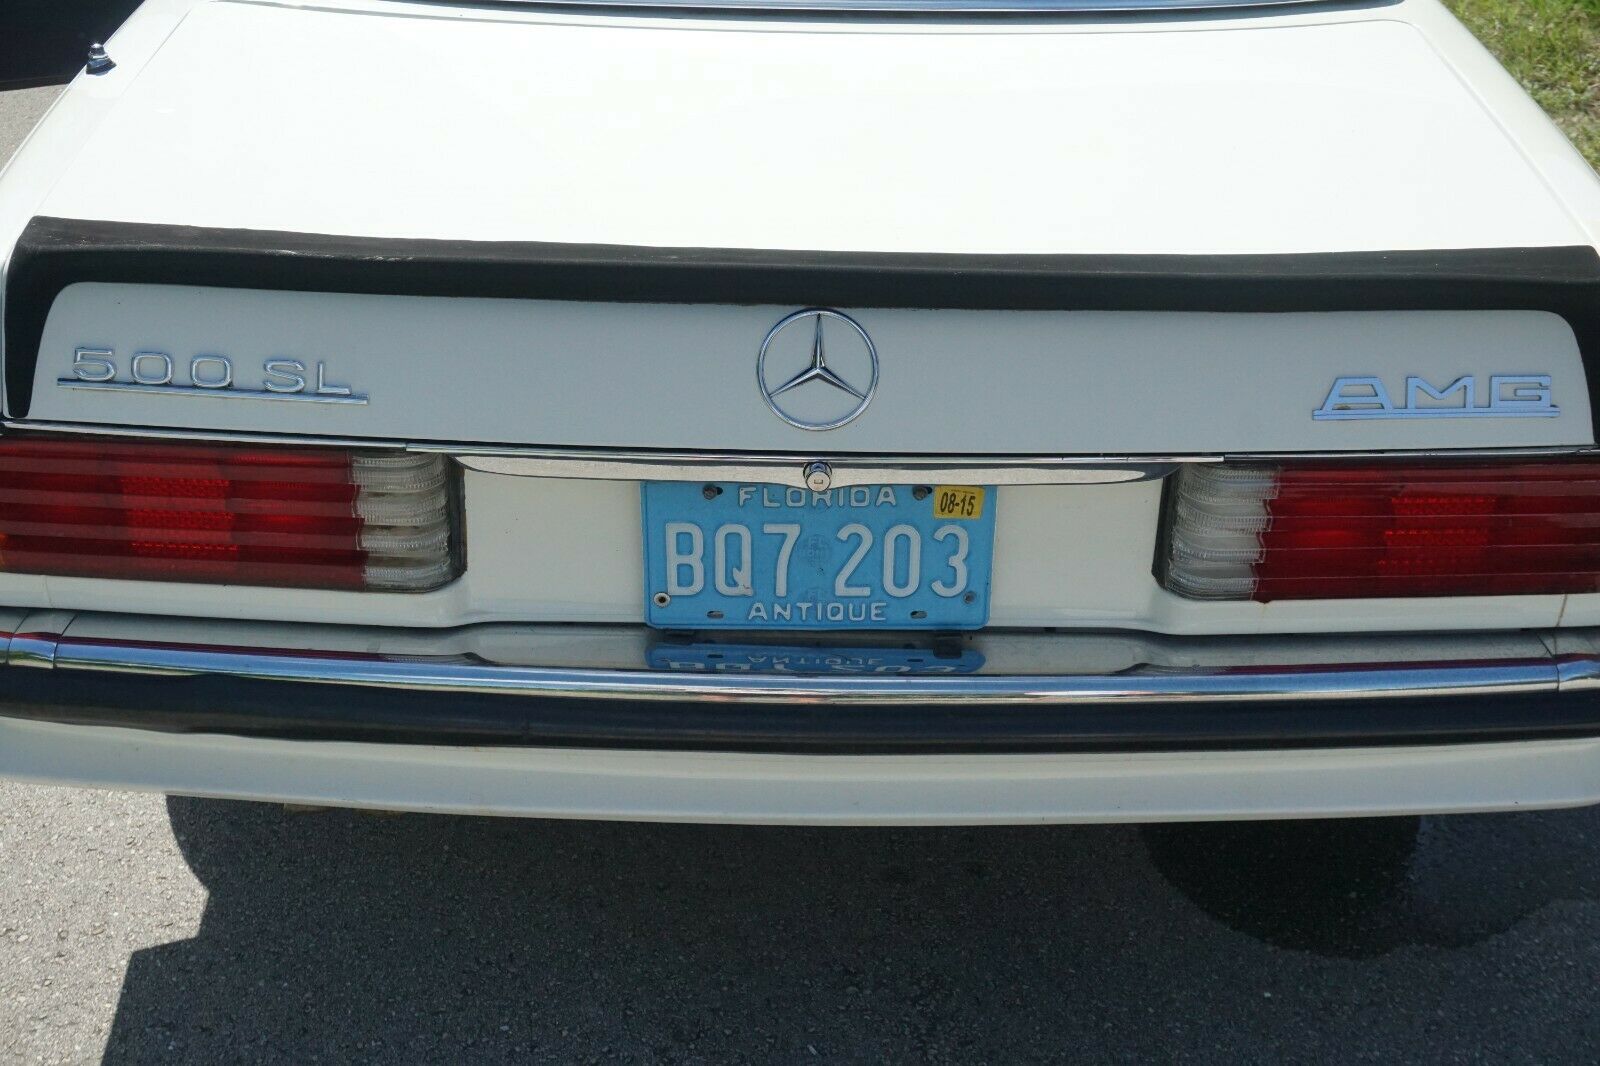 500 SL
AMG
FLORIDA
08-15
BQ7 203
ANTIQUE